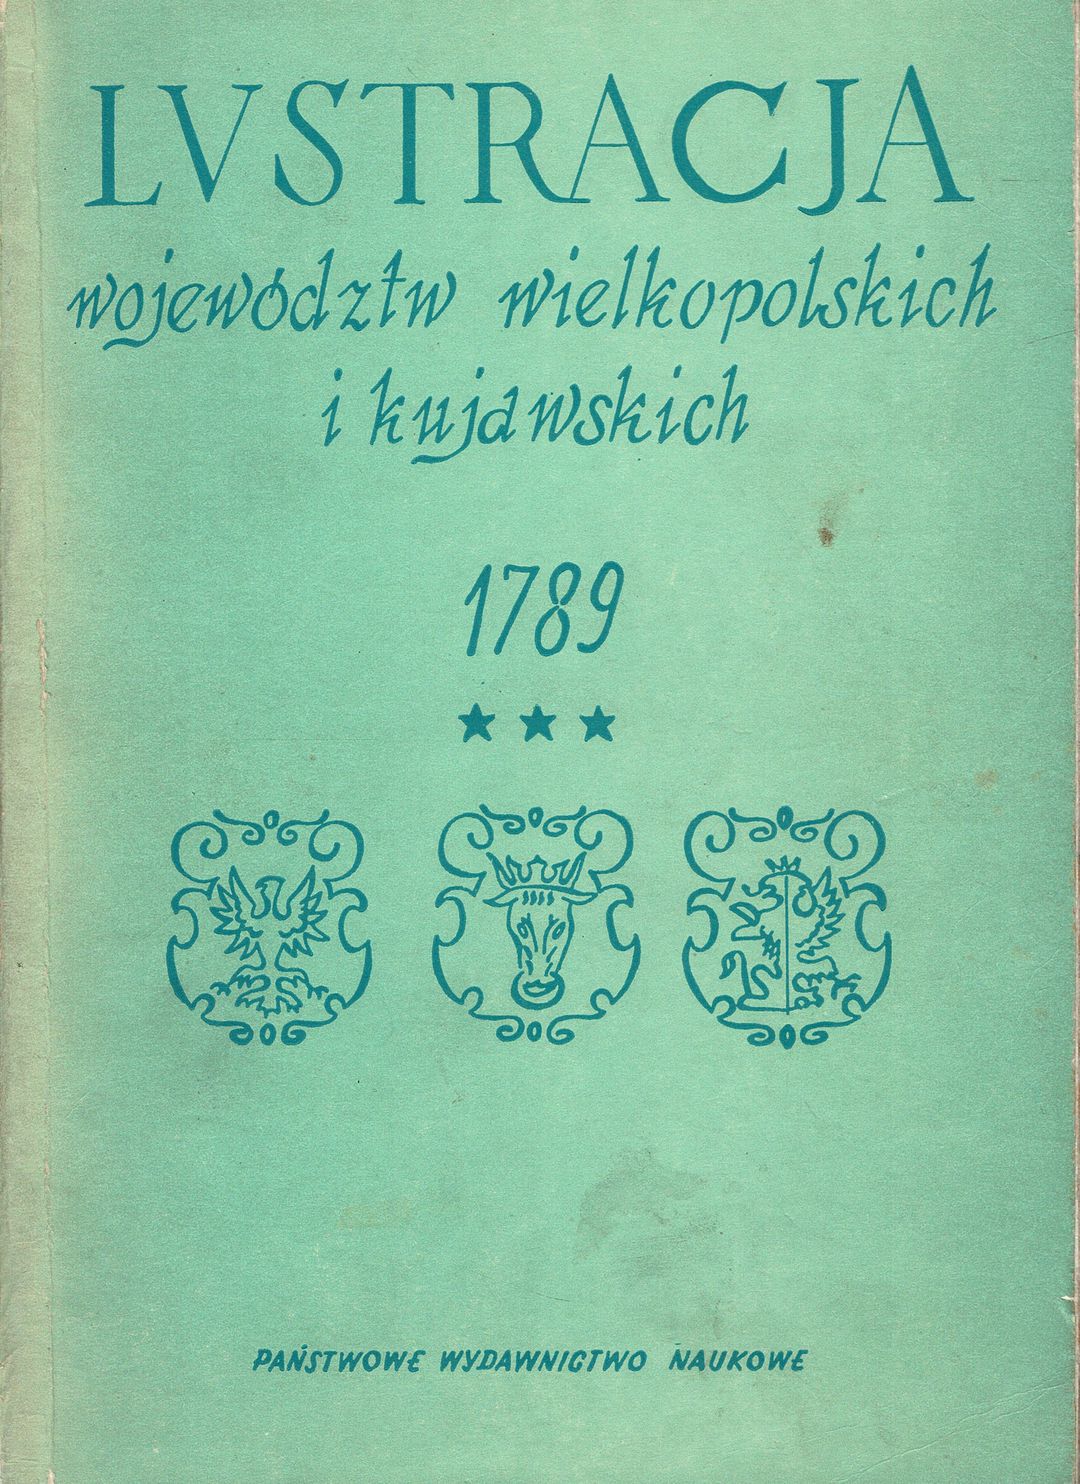 LVSTRACJA
województw wielkopolskich
i kujawskich
1789
★ ★ ★
PAŃSTWOWE WYDAWNICTWO NAUKOWE